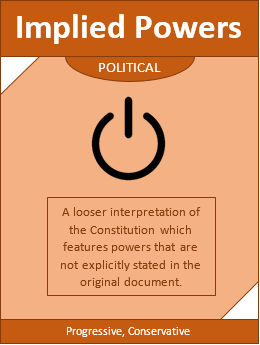 Implied Powers
POLITICAL
A looser interpretation of
the Constitution which
features powers that are
not explicitly stated in the
original document.
Progressive, Conservative